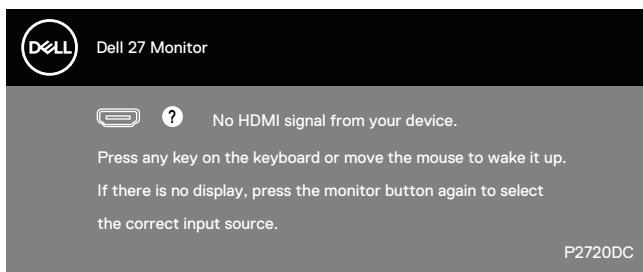 DELL
Dell 27 Monitor
? No HDMI signal from your device.
Press any key on the keyboard or move the mouse to wake it up.
If there is no display, press the monitor button again to select
the correct input source.
P2720DC